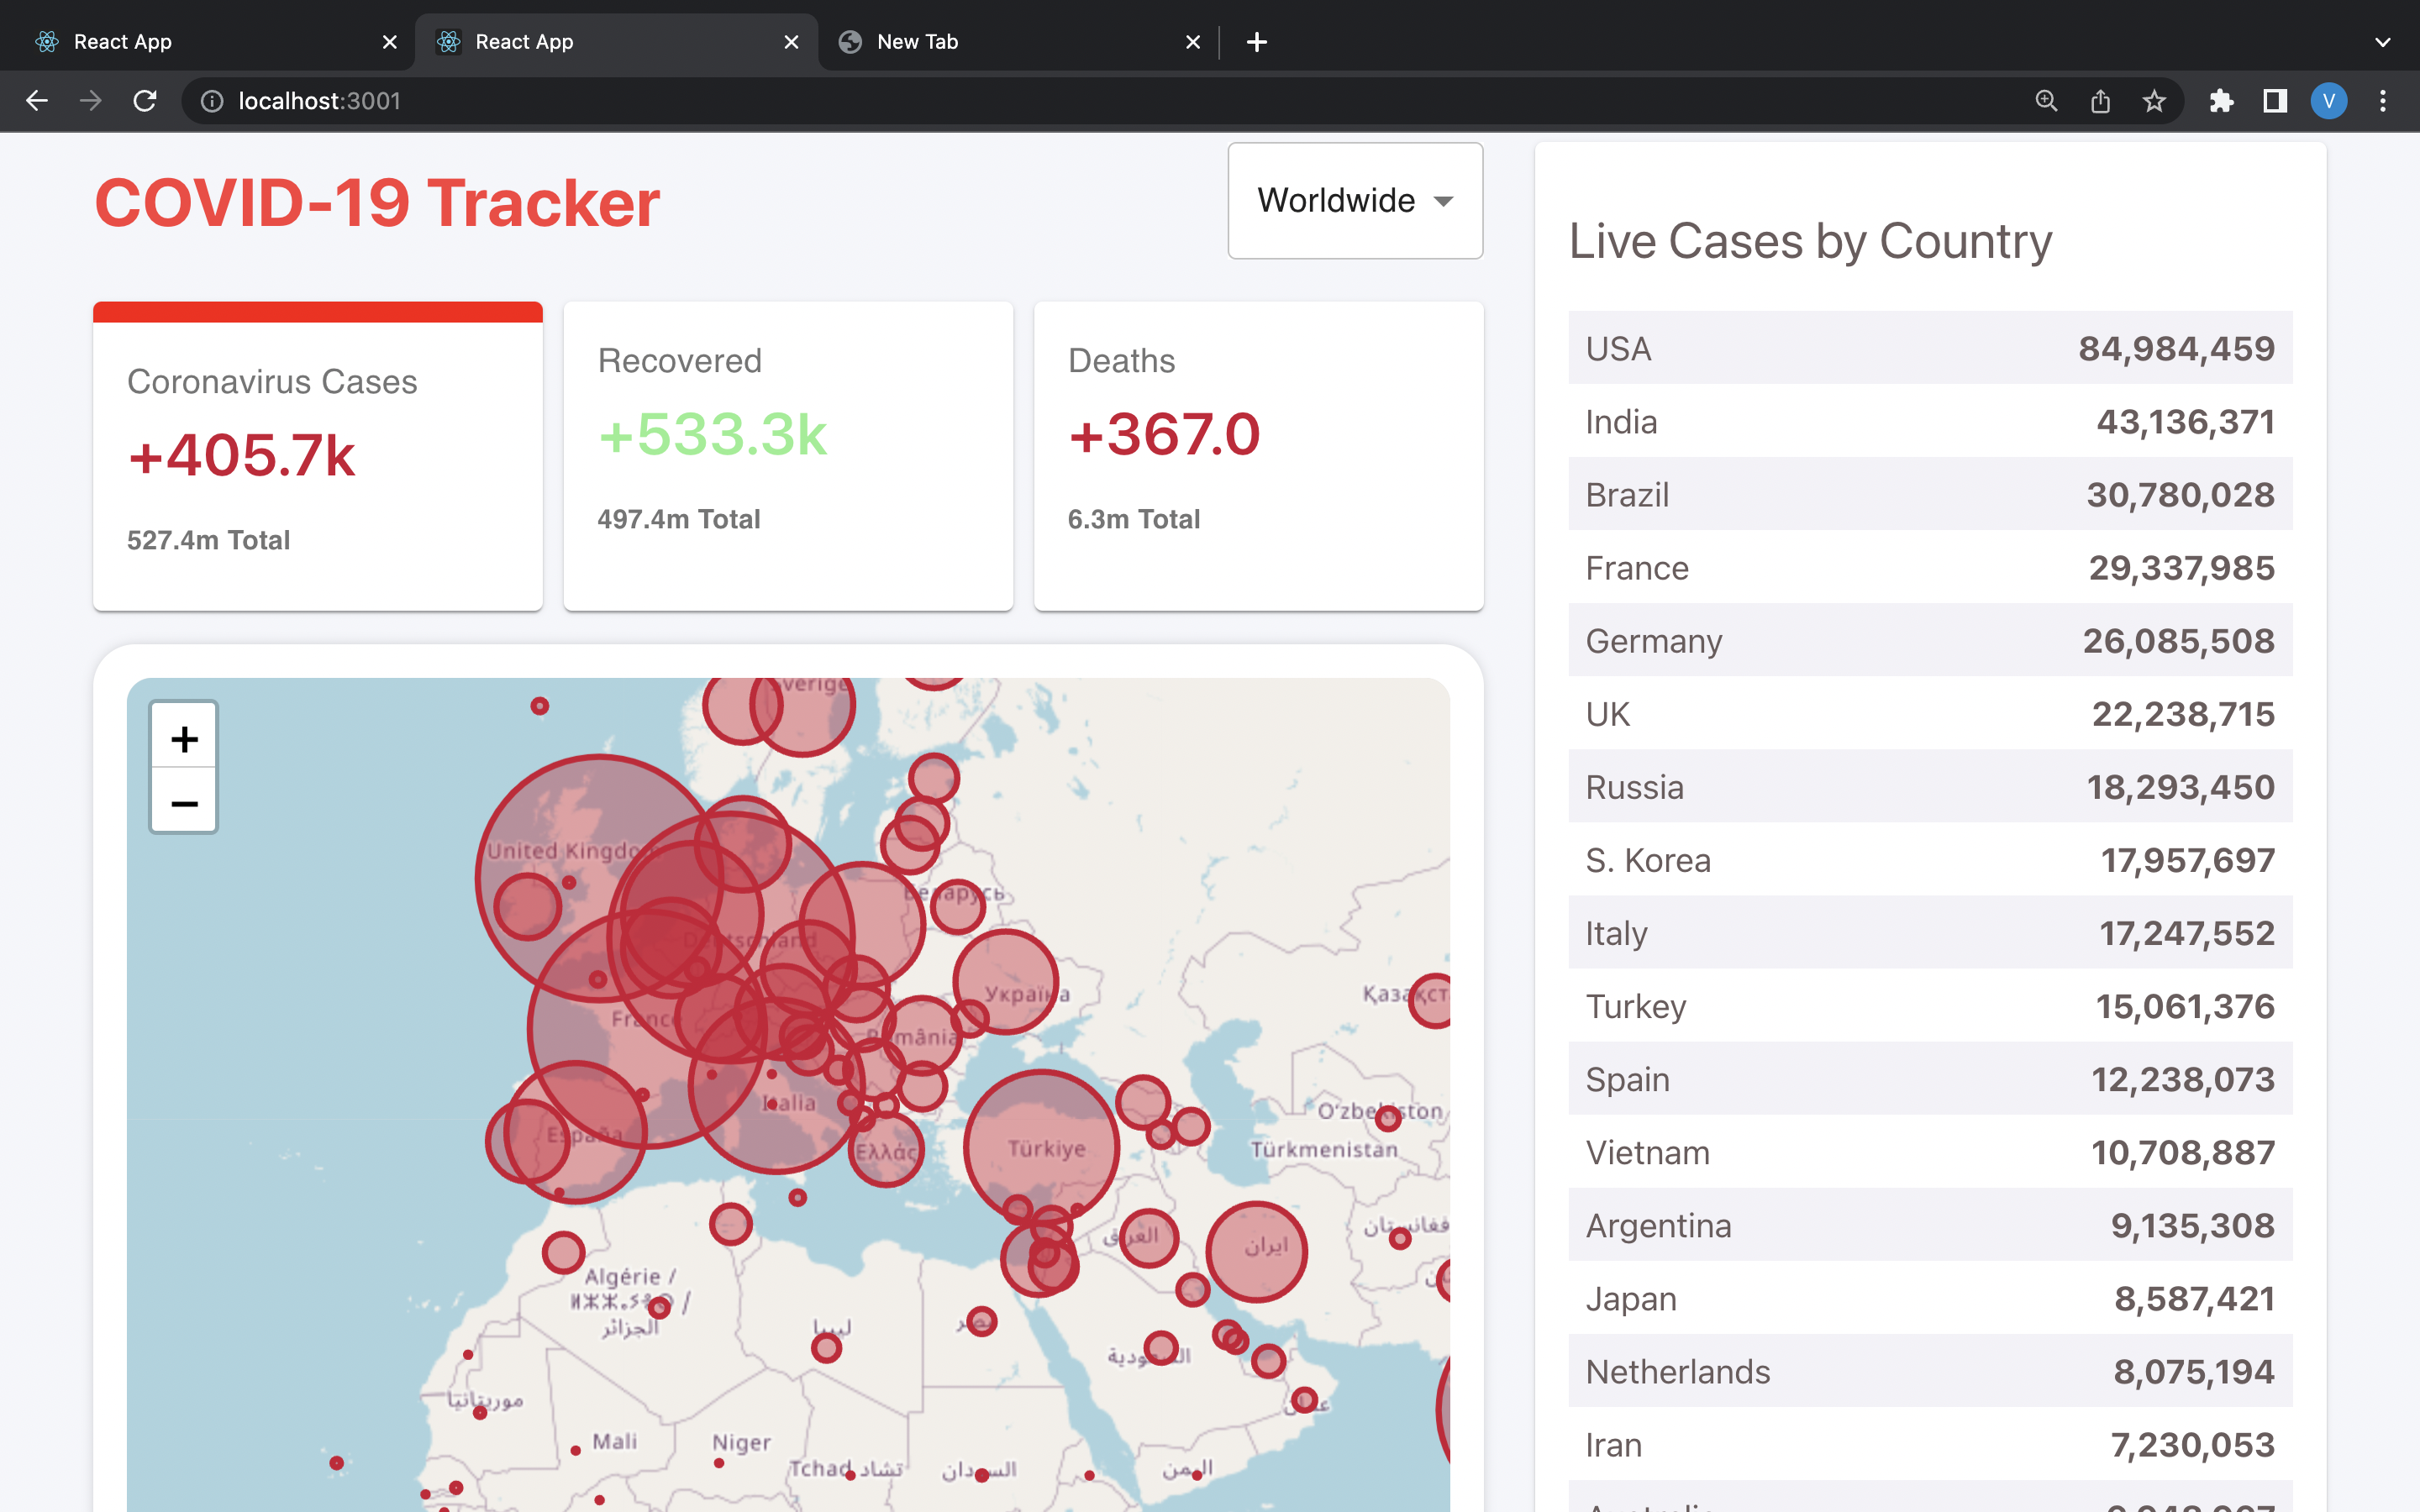 React App
React App
New Tab
localhost:3001
V
COVID-19 Tracker
Worldwide
Coronavirus Cases
+405.7k
527.4m Total
Recovered
+533.3k
497.4m Total
Deaths
+367.0
6.3m Total
+
−
Sverige
United Kingdo
Беларусь
Deutschland
Україна
Қазақст
France
România
Italia
O'zbekiston
España
Ελλάς
Türkiye
Türkmenistan
العراق
ایران
Algérie /
الجزائر
ليبيا
مصر
السعودية
موريتانيا
عمان
Mali
Niger
Tchad تشاد
السودان
اليمن
Live Cases by Country
USA 84,984,459
India 43,136,371
Brazil 30,780,028
France 29,337,985
Germany 26,085,508
UK 22,238,715
Russia 18,293,450
S. Korea 17,957,697
Italy 17,247,552
Turkey 15,061,376
Spain 12,238,073
Vietnam 10,708,887
Argentina 9,135,308
Japan 8,587,421
Netherlands 8,075,194
Iran 7,230,053